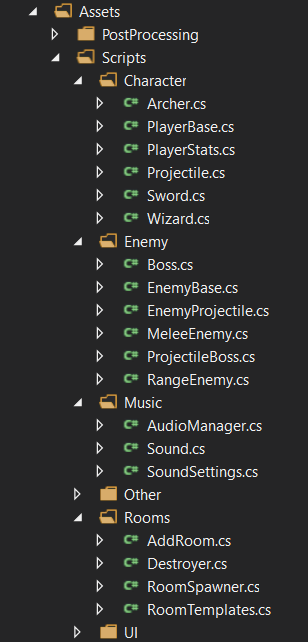 Assets
PostProcessing
Scripts
Character
C# Archer.cs
C# PlayerBase.cs
C# PlayerStats.cs
C# Projectile.cs
C# Sword.cs
C# Wizard.cs
Enemy
C# Boss.cs
C# EnemyBase.cs
C# EnemyProjectile.cs
C# MeleeEnemy.cs
C# ProjectileBoss.cs
C# RangeEnemy.cs
Music
C# AudioManager.cs
C# Sound.cs
C# SoundSettings.cs
Other
Rooms
C# AddRoom.cs
C# Destroyer.cs
C# RoomSpawner.cs
C# RoomTemplates.cs
UI